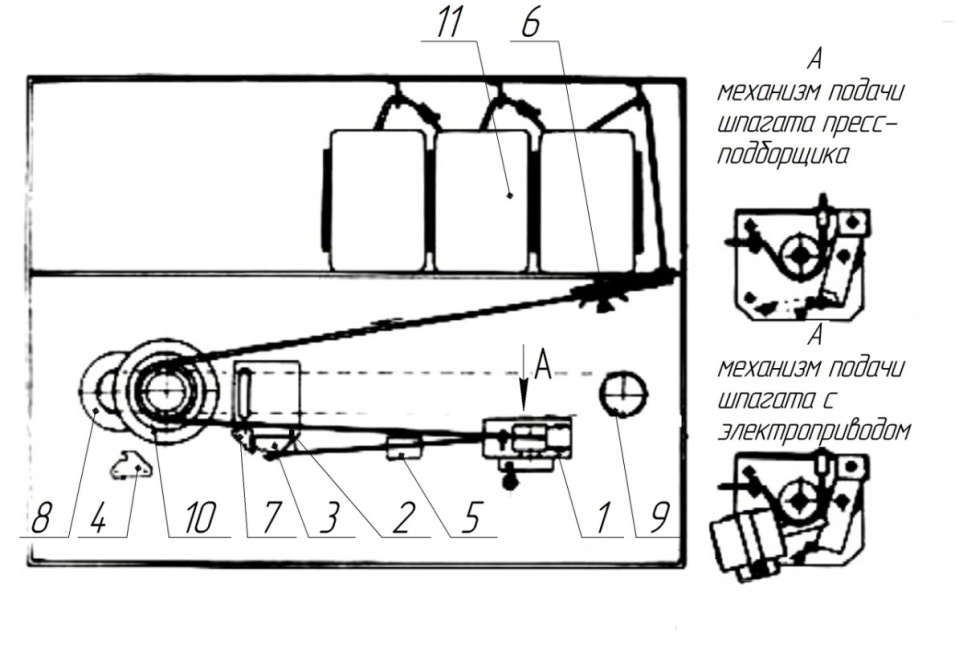 11
6
А
механизм подачи
шпагата пресс-
подборщика
А
А
механизм подачи
шпагата с
электроприводом
8
4
10
7
3
2
5
1
9